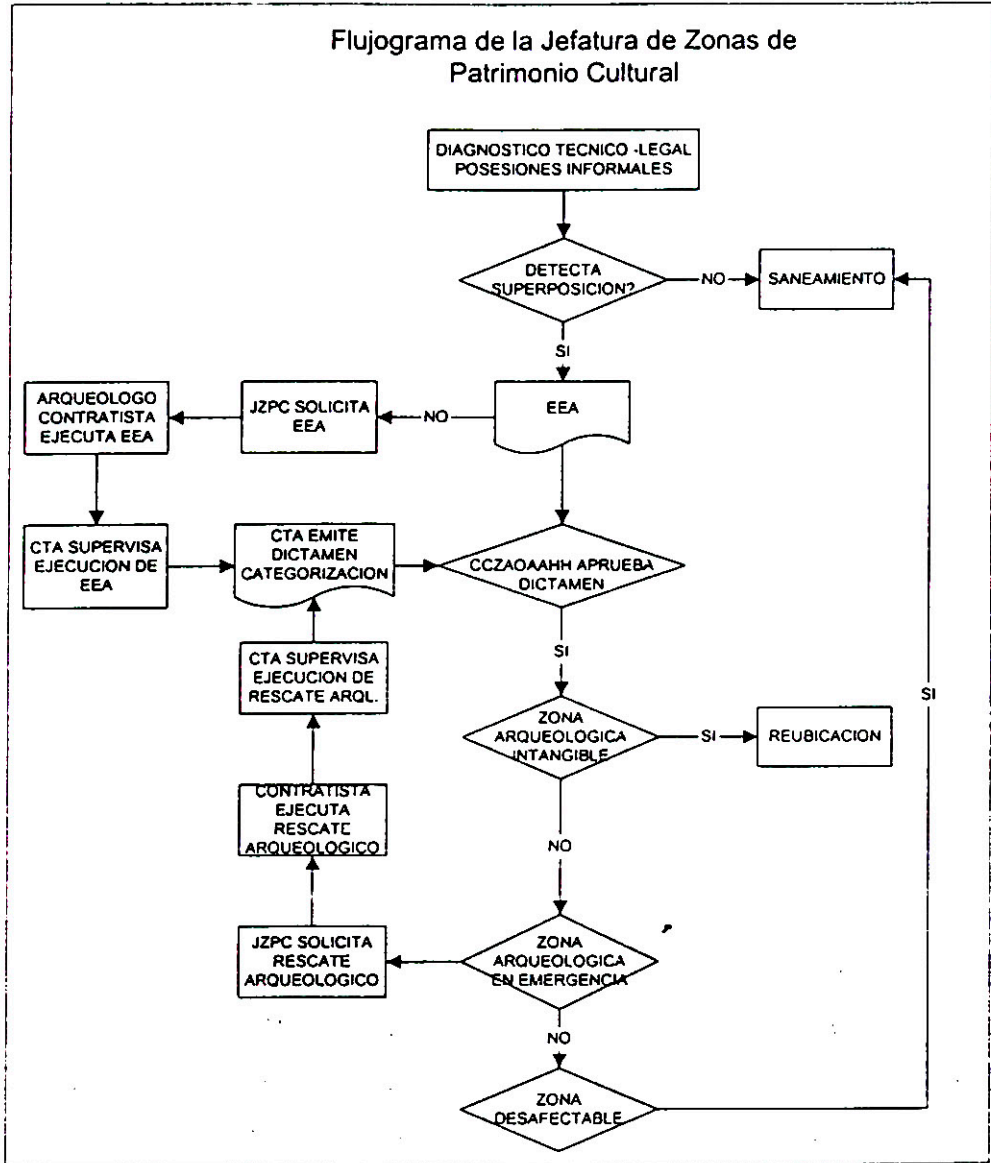 Flujograma de la Jefatura de Zonas de
Patrimonio Cultural
DIAGNOSTICO TECNICO -LEGAL
POSESIONES INFORMALES
DETECTA
SUPERPOSICION?
NO
SANEAMIENTO
SI
EEA
NO
JZPC SOLICITA
EEA
ARQUEOLOGO
CONTRATISTA
EJECUTA EEA
CTA SUPERVISA
EJECUCION DE
EEA
CTA EMITE
DICTAMEN
CATEGORIZACION
CCZAOAAHH APRUEBA
DICTAMEN
CTA SUPERVISA
EJECUCION DE
RESCATE ARQL.
SI
SI
ZONA
ARQUEOLOGICA
INTANGIBLE
SI
REUBICACION
CONTRATISTA
EJECUTA
RESCATE
ARQUEOLOGICO
NO
JZPC SOLICITA
RESCATE
ARQUEOLOGICO
ZONA
ARQUEOLOGICA
EN EMERGENCIA
NO
ZONA
DESAFECTABLE